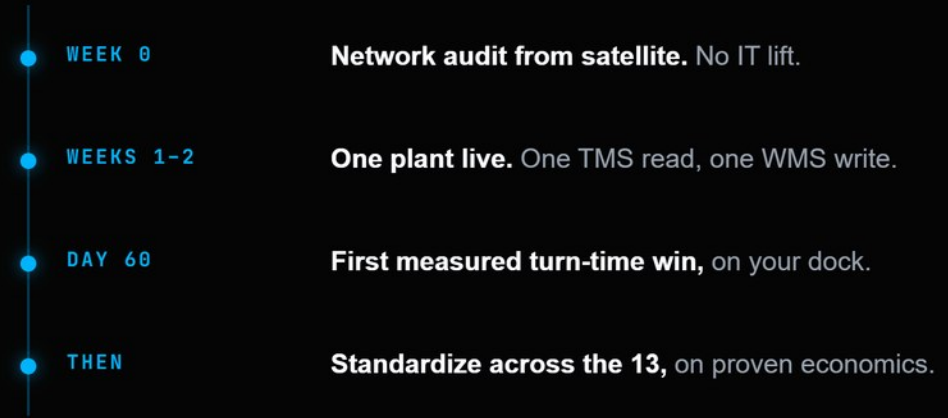 WEEK 0 Network audit from satellite. No IT lift.
WEEKS 1–2 One plant live. One TMS read, one WMS write.
DAY 60 First measured turn-time win, on your dock.
THEN Standardize across the 13, on proven economics.